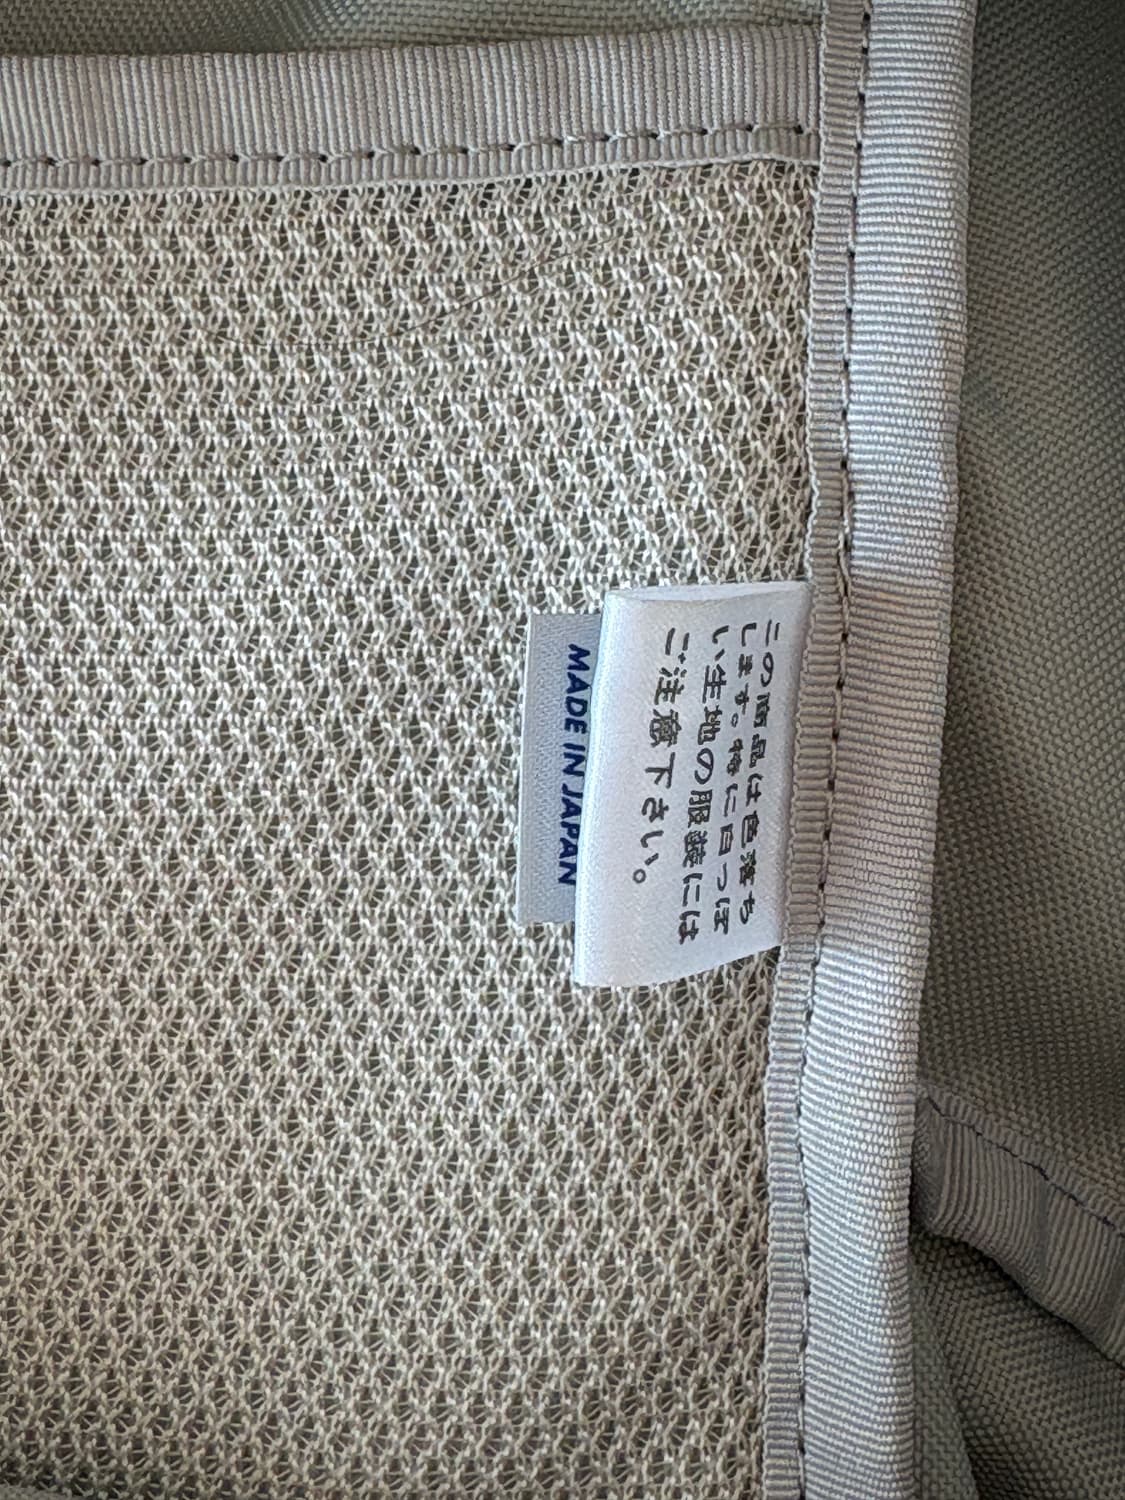 この商品は色落ち
します。特に白っぽ
い生地の服装には
ご注意下さい。
MADE IN JAPAN